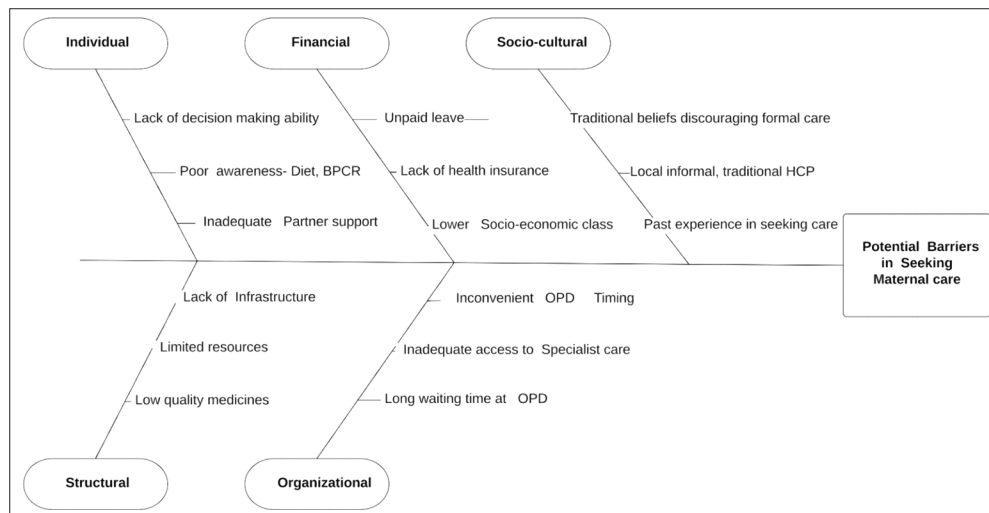 Individual
Financial
Socio-cultural
Lack of decision making ability
Poor awareness- Diet, BPCR
Inadequate Partner support
Unpaid leave
Lack of health insurance
Lower Socio-economic class
Traditional beliefs discouraging formal care
Local informal, traditional HCP
Past experience in seeking care
Potential Barriers
in Seeking
Maternal care
Lack of Infrastructure
Limited resources
Low quality medicines
Inconvenient OPD Timing
Inadequate access to Specialist care
Long waiting time at OPD
Structural
Organizational